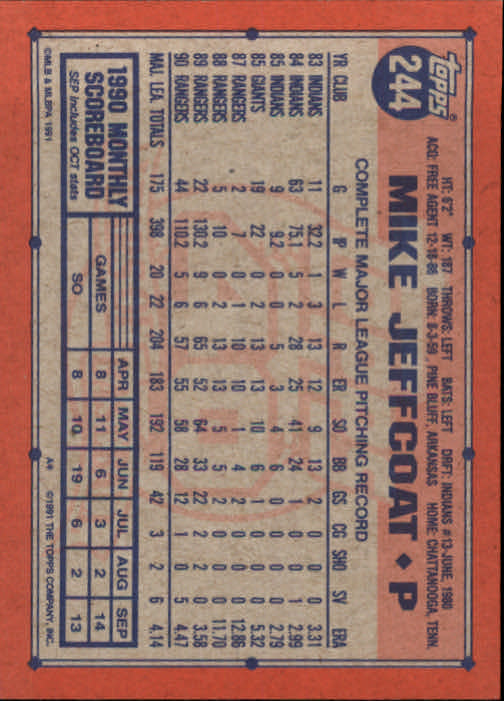 topps®
244
HT: 6'2" WT: 187 THROWS: LEFT BATS: LEFT DRFT: INDIANS #13-JUNE, 1980
ACQ: FREE AGENT 12-18-86 BORN: 8-3-59 PINE BLUFF, ARKANSAS HOME: CHATTANOOGA, TENN.
MIKE JEFFCOAT ♦ P
COMPLETE MAJOR LEAGUE PITCHING RECORD
YR CLUB G IP W L R ER SO BB GS CG SHO SV ERA
83 INDIANS 11 32.2 1 3 13 12 9 13 2 0 0 0 3.31
84 INDIANS 63 75.1 5 2 28 25 41 24 1 0 0 1 2.99
85 INDIANS 9 9.2 0 0 5 3 4 6 0 0 0 0 2.79
85 GIANTS 19 22 0 2 13 13 10 6 1 0 0 0 5.32
87 RANGERS 2 7 0 1 10 10 1 4 2 0 0 0 12.86
88 RANGERS 5 10 0 2 13 13 5 5 2 0 0 0 11.70
89 RANGERS 22 130.2 9 6 65 52 64 33 22 2 2 0 3.58
90 RANGERS 44 110.2 5 6 57 55 58 28 12 1 0 5 4.47
MAJ. LEA. TOTALS 175 398 20 22 204 183 192 119 42 3 2 6 4.14
1990 MONTHLY
SCOREBOARD
SEP includes OCT stats
APR MAY JUN JUL AUG SEP
GAMES 8 11 6 3 2 14
SO 8 10 19 6 2 13
©MLB & MLBPA 1991
A* ©1991 THE TOPPS COMPANY, INC.